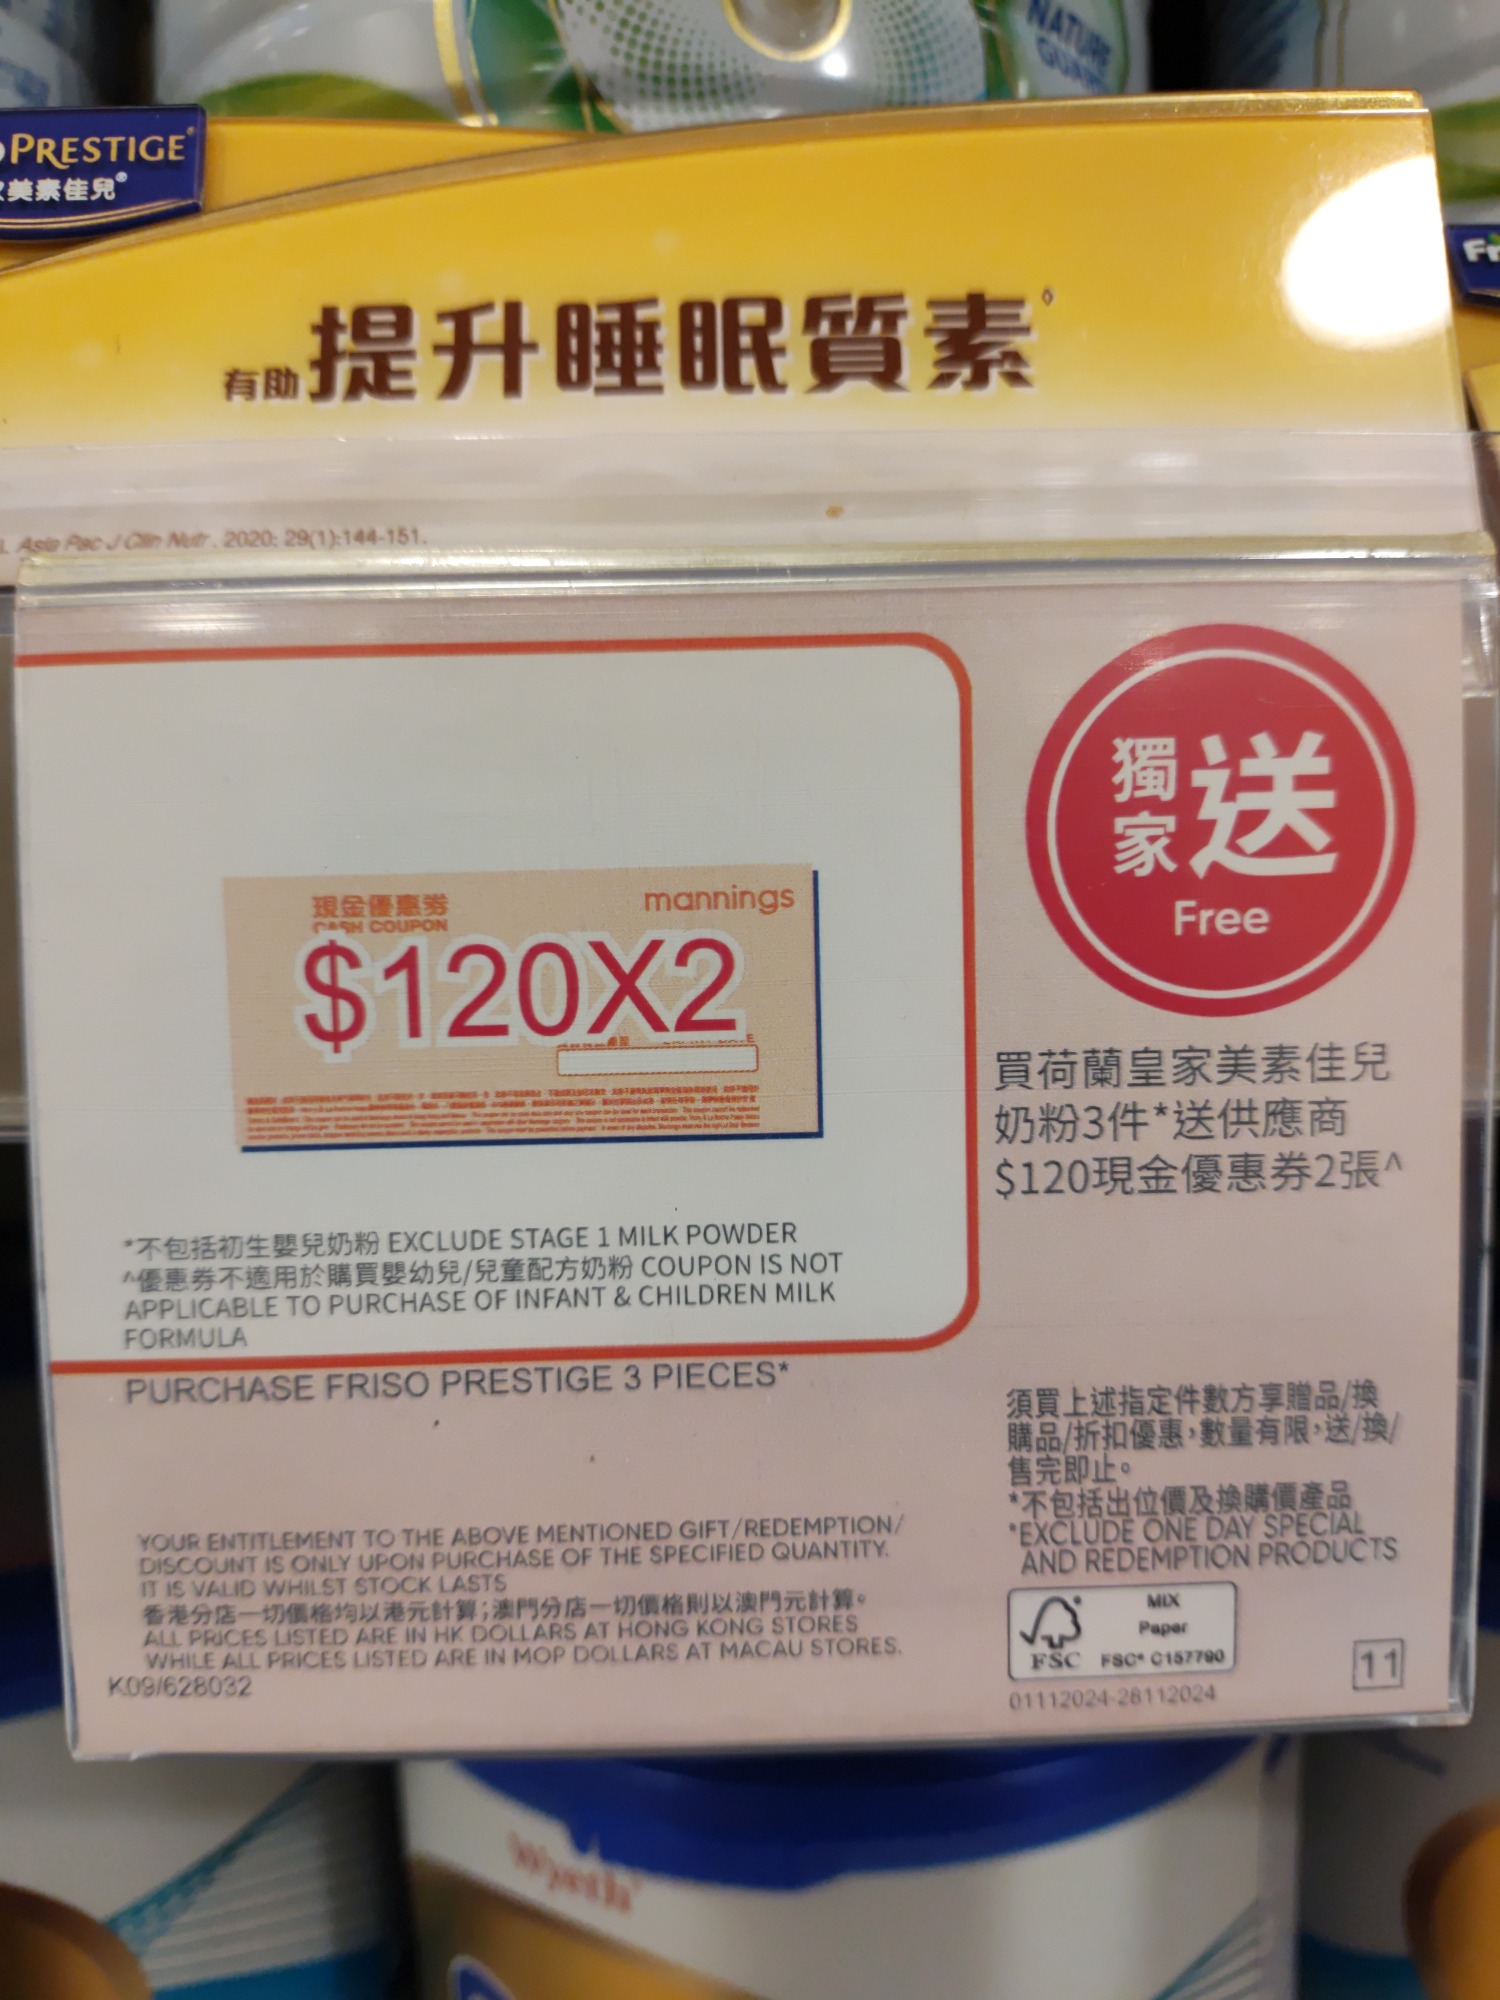 NATURE
PRESTIGE®
美素佳兒®
Fr
有助提升睡眠質素◊
Asia Pac J Clin Nutr. 2020; 29(1):144-151.
獨家送
Free
現金優惠券
mannings
CASH COUPON
$120X2
買荷蘭皇家美素佳兒
奶粉3件*送供應商
$120現金優惠券2張^
*不包括初生嬰兒奶粉 EXCLUDE STAGE 1 MILK POWDER
^優惠券不適用於購買嬰幼兒/兒童配方奶粉 COUPON IS NOT
APPLICABLE TO PURCHASE OF INFANT & CHILDREN MILK
FORMULA
PURCHASE FRISO PRESTIGE 3 PIECES*
須買上述指定件數方享贈品/換
購品/折扣優惠，數量有限，送/換/
售完即止。
*不包括出位價及換購價產品
*EXCLUDE ONE DAY SPECIAL
AND REDEMPTION PRODUCTS
YOUR ENTITLEMENT TO THE ABOVE MENTIONED GIFT/REDEMPTION/
DISCOUNT IS ONLY UPON PURCHASE OF THE SPECIFIED QUANTITY.
IT IS VALID WHILST STOCK LASTS
香港分店一切價格均以港元計算；澳門分店一切價格則以澳門元計算。
ALL PRICES LISTED ARE IN HK DOLLARS AT HONG KONG STORES
WHILE ALL PRICES LISTED ARE IN MOP DOLLARS AT MACAU STORES.
K09/628032
MIX
Paper
FSC
FSC® C157790
01112024-28112024
11
Wyeth